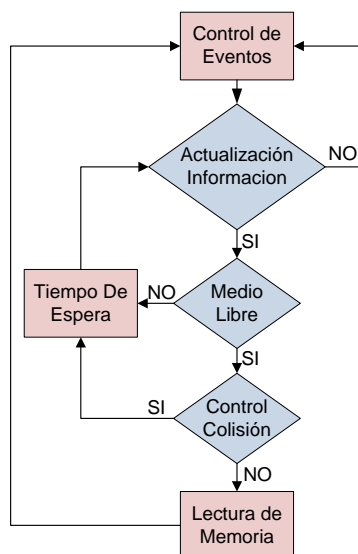 Control de
Eventos
Actualización
Informacion
NO
SI
Tiempo De
Espera
NO
Medio
Libre
SI
SI
Control
Colisión
NO
Lectura de
Memoria